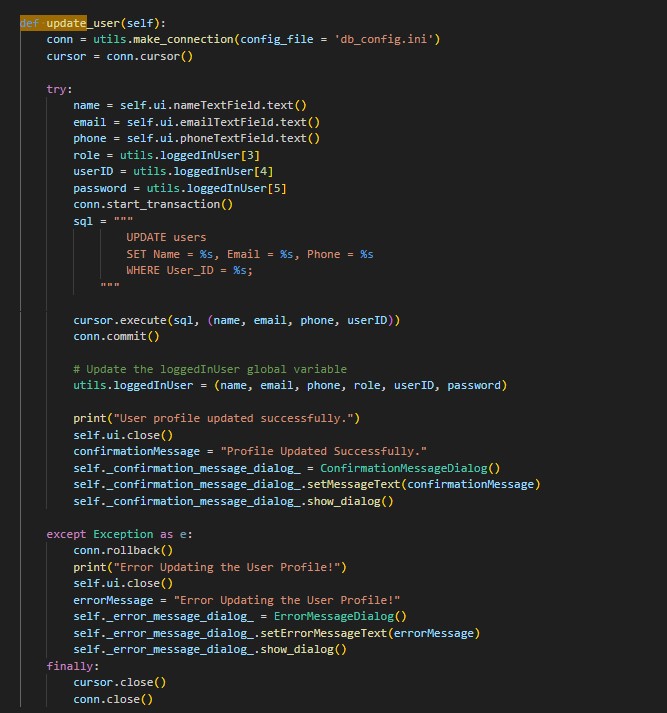 def update_user(self):
    conn = utils.make_connection(config_file = 'db_config.ini')
    cursor = conn.cursor()

    try:
        name = self.ui.nameTextField.text()
        email = self.ui.emailTextField.text()
        phone = self.ui.phoneTextField.text()
        role = utils.loggedInUser[3]
        userID = utils.loggedInUser[4]
        password = utils.loggedInUser[5]
        conn.start_transaction()
        sql = """
                UPDATE users
                SET Name = %s, Email = %s, Phone = %s
                WHERE User_ID = %s;
            """

        cursor.execute(sql, (name, email, phone, userID))
        conn.commit()

        # Update the loggedInUser global variable
        utils.loggedInUser = (name, email, phone, role, userID, password)

        print("User profile updated successfully.")
        self.ui.close()
        confirmationMessage = "Profile Updated Successfully."
        self._confirmation_message_dialog_ = ConfirmationMessageDialog()
        self._confirmation_message_dialog_.setMessageText(confirmationMessage)
        self._confirmation_message_dialog_.show_dialog()

    except Exception as e:
        conn.rollback()
        print("Error Updating the User Profile!")
        self.ui.close()
        errorMessage = "Error Updating the User Profile!"
        self._error_message_dialog_ = ErrorMessageDialog()
        self._error_message_dialog_.setErrorMessageText(errorMessage)
        self._error_message_dialog_.show_dialog()
    finally:
        cursor.close()
        conn.close()